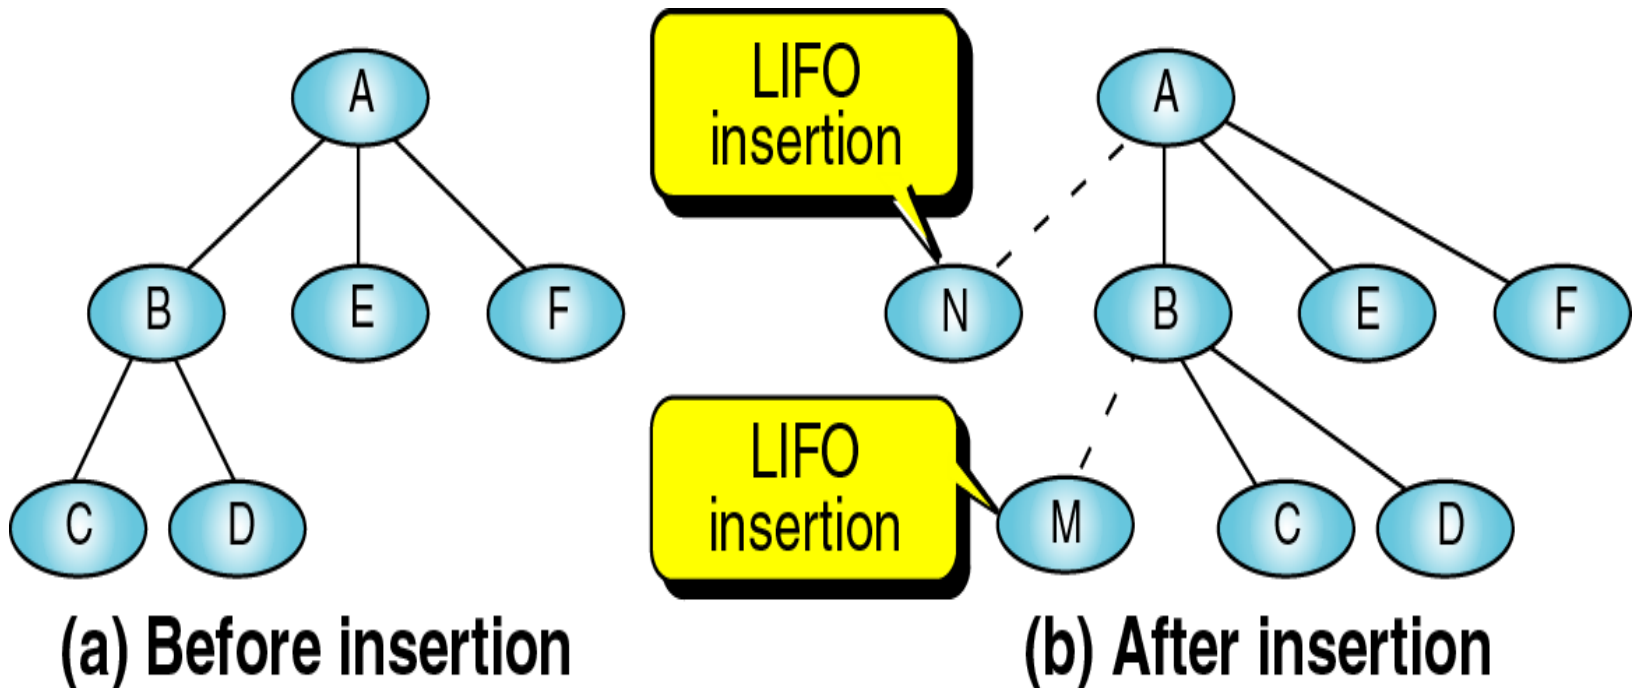 A
B
E
F
C
D
(a) Before insertion
LIFO
insertion
LIFO
insertion
A
N
B
E
F
M
C
D
(b) After insertion